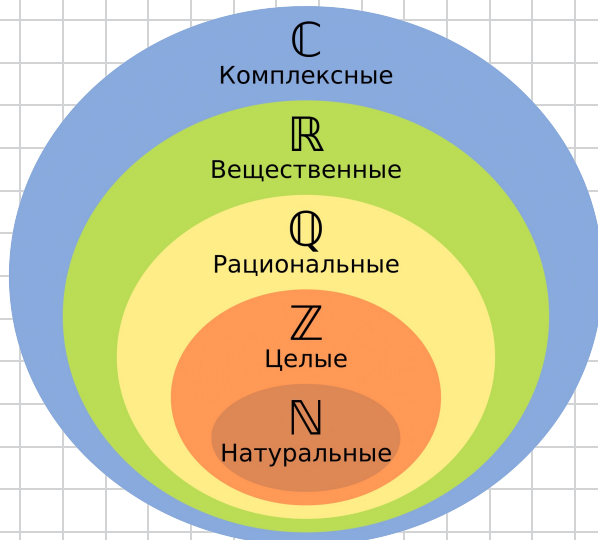 ℂ
Комплексные
ℝ
Вещественные
ℚ
Рациональные
ℤ
Целые
ℕ
Натуральные